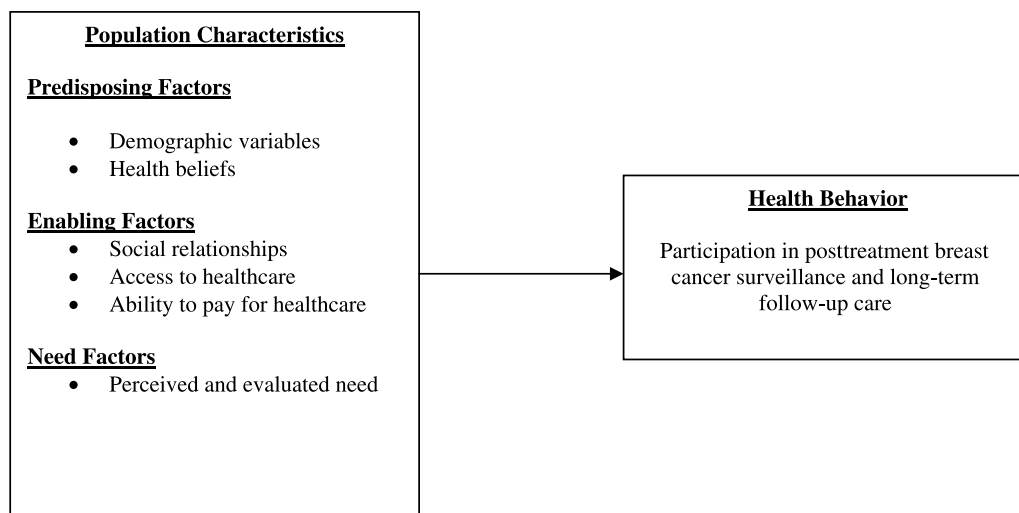 Population Characteristics
Predisposing Factors
• Demographic variables
• Health beliefs
Enabling Factors
• Social relationships
• Access to healthcare
• Ability to pay for healthcare
Need Factors
• Perceived and evaluated need
Health Behavior
Participation in posttreatment breast
cancer surveillance and long-term
follow-up care